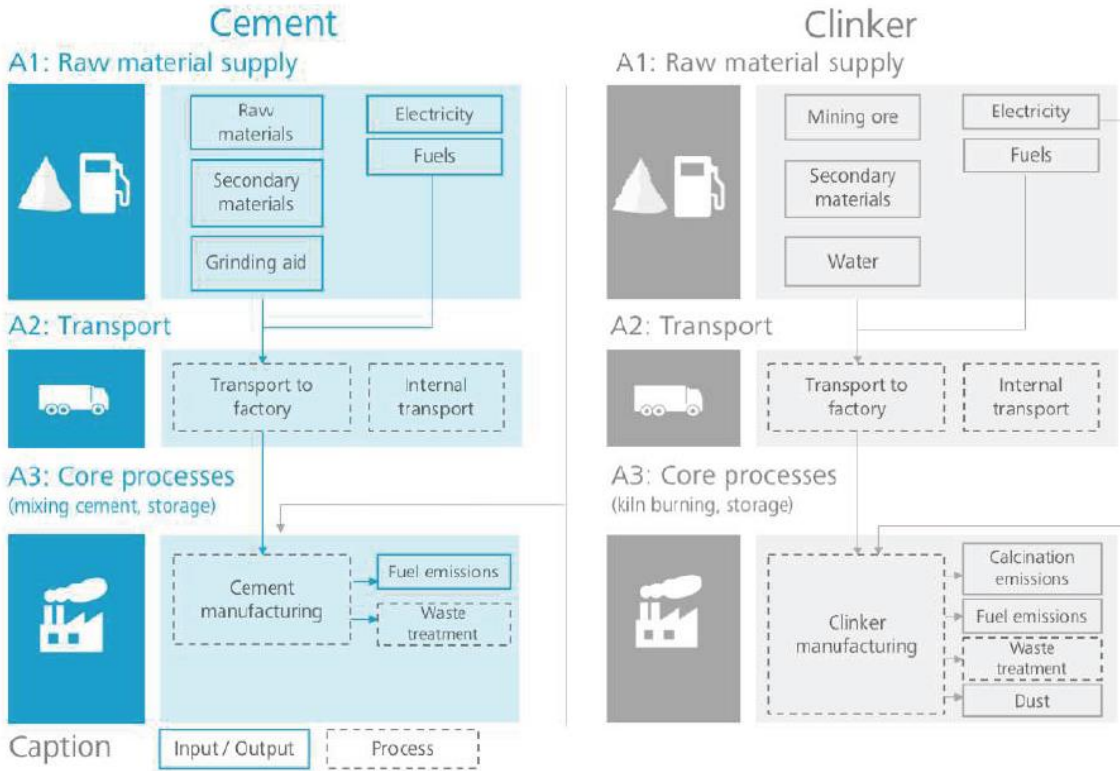 Cement
A1: Raw material supply
Raw
materials
Electricity
Fuels
Secondary
materials
Grinding aid
A2: Transport
Transport to
factory
Internal
transport
A3: Core processes
(mixing cement, storage)
Cement
manufacturing
Fuel emissions
Waste
treatment
Clinker
A1: Raw material supply
Mining ore
Electricity
Fuels
Secondary
materials
Water
A2: Transport
Transport to
factory
Internal
transport
A3: Core processes
(kiln burning, storage)
Clinker
manufacturing
Calcination
emissions
Fuel emissions
Waste
treatment
Dust
Caption
Input / Output
Process